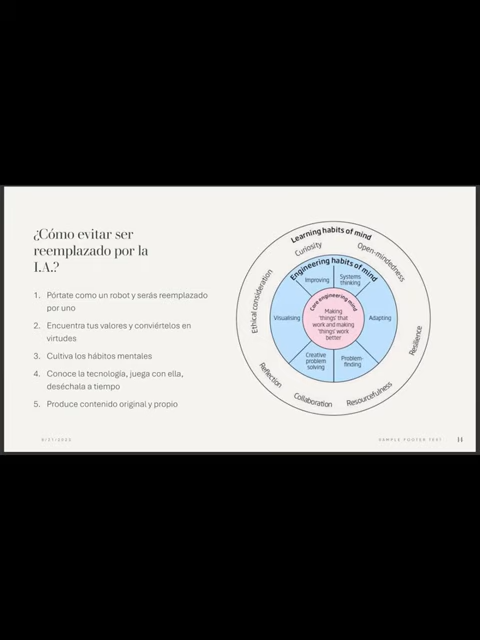 ¿Cómo evitar ser
reemplazado por la
I.A.?
1. Pórtate como un robot y serás reemplazado
por uno
2. Encuentra tus valores y conviértelos en
virtudes
3. Cultiva los hábitos mentales
4. Conoce la tecnología, juega con ella,
deséchala a tiempo
5. Produce contenido original y propio
Learning habits of mind
Curiosity
Open-mindedness
Resilience
Resourcefulness
Collaboration
Reflection
Ethical consideration
Engineering habits of mind
Improving
Systems
thinking
Adapting
Problem-
finding
Creative
problem
solving
Visualising
Core engineering mind
Making
'things' that
work and making
'things' work
better
SAMPLE FOOTER TEXT
14